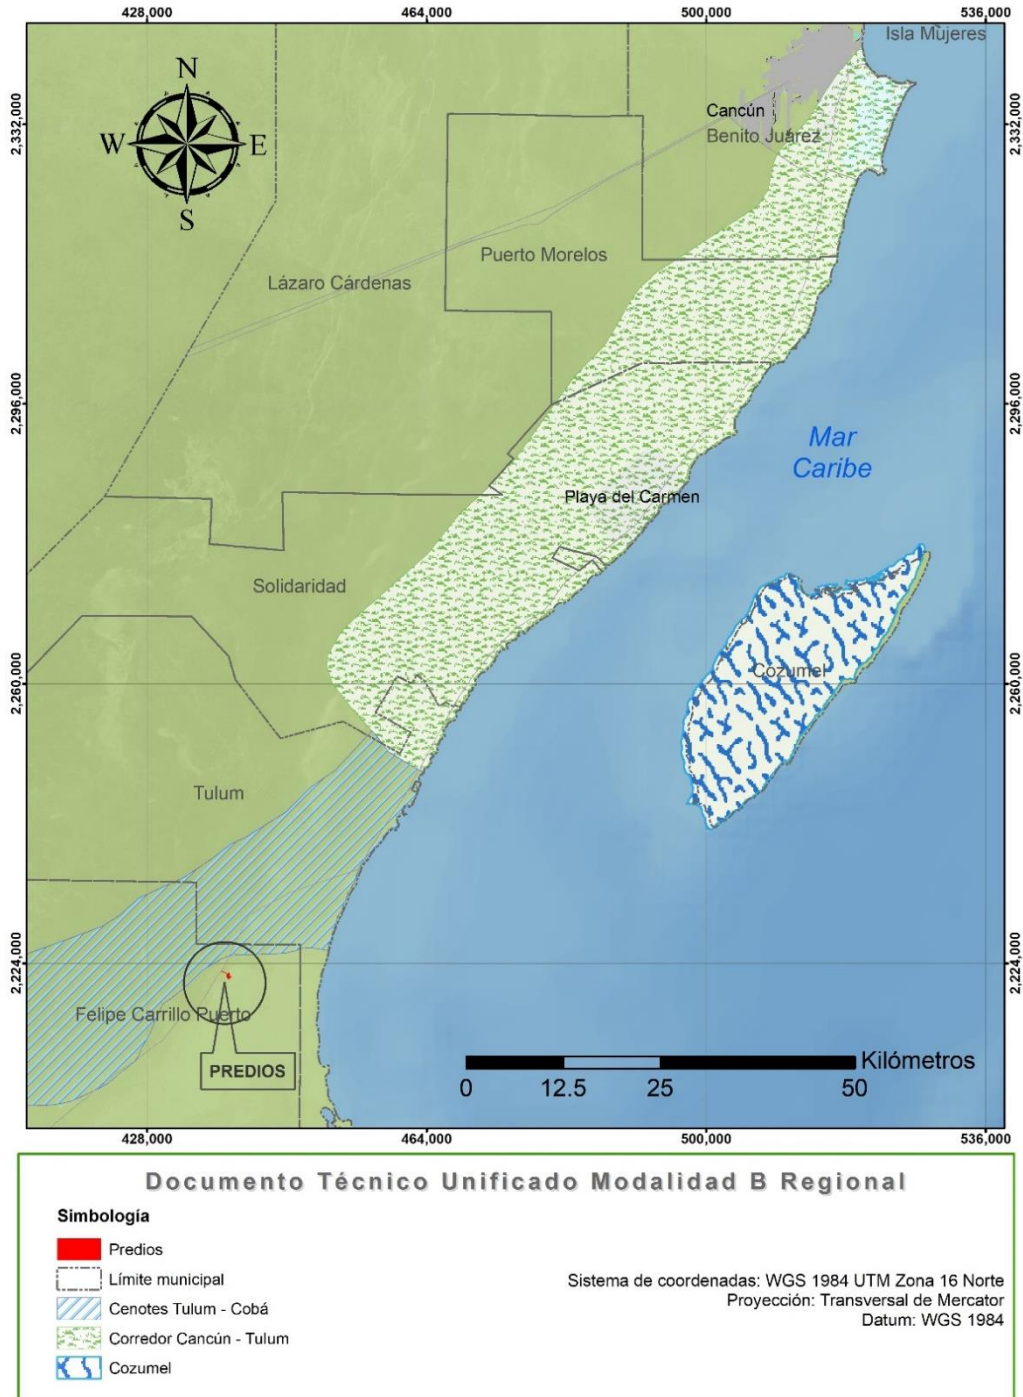 428,000
464,000
500,000
536,000
Isla Mujeres
N
W
E
S
2,332,000
2,332,000
Cancún
Benito Juárez
Puerto Morelos
Lázaro Cárdenas
2,296,000
2,296,000
Mar
Caribe
Playa del Carmen
Solidaridad
Cozumel
2,260,000
2,260,000
Tulum
2,224,000
2,224,000
Felipe Carrillo Puerto
PREDIOS
Kilómetros
0
12.5
25
50
428,000
464,000
500,000
536,000
Documento Técnico Unificado Modalidad B Regional
Simbología
Predios
Límite municipal
Cenotes Tulum - Cobá
Corredor Cancún - Tulum
Cozumel
Sistema de coordenadas: WGS 1984 UTM Zona 16 Norte
Proyección: Transversal de Mercator
Datum: WGS 1984